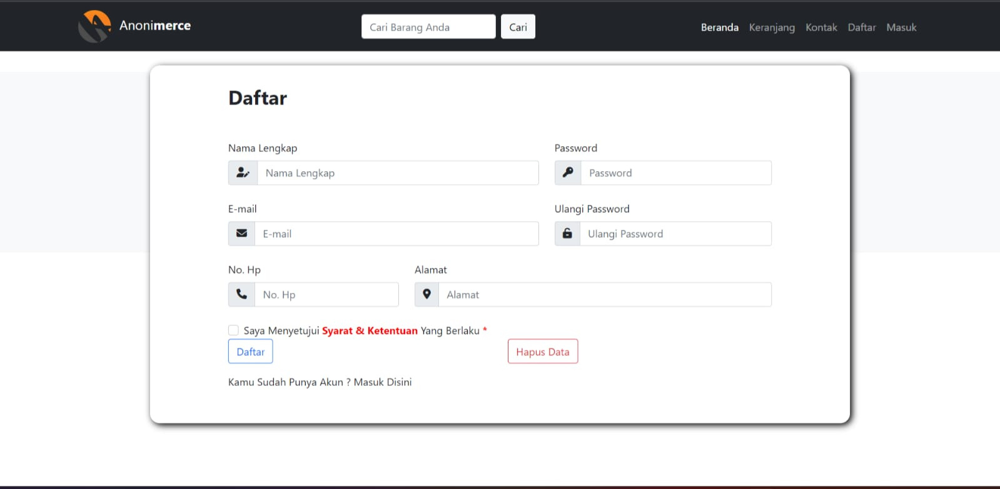 Anonimerce
Cari Barang Anda
Cari
Beranda Keranjang Kontak Daftar Masuk
Daftar
Nama Lengkap
Password
Nama Lengkap
Password
E-mail
Ulangi Password
E-mail
Ulangi Password
No. Hp
Alamat
No. Hp
Alamat
Saya Menyetujui Syarat & Ketentuan Yang Berlaku *
Daftar
Hapus Data
Kamu Sudah Punya Akun ? Masuk Disini